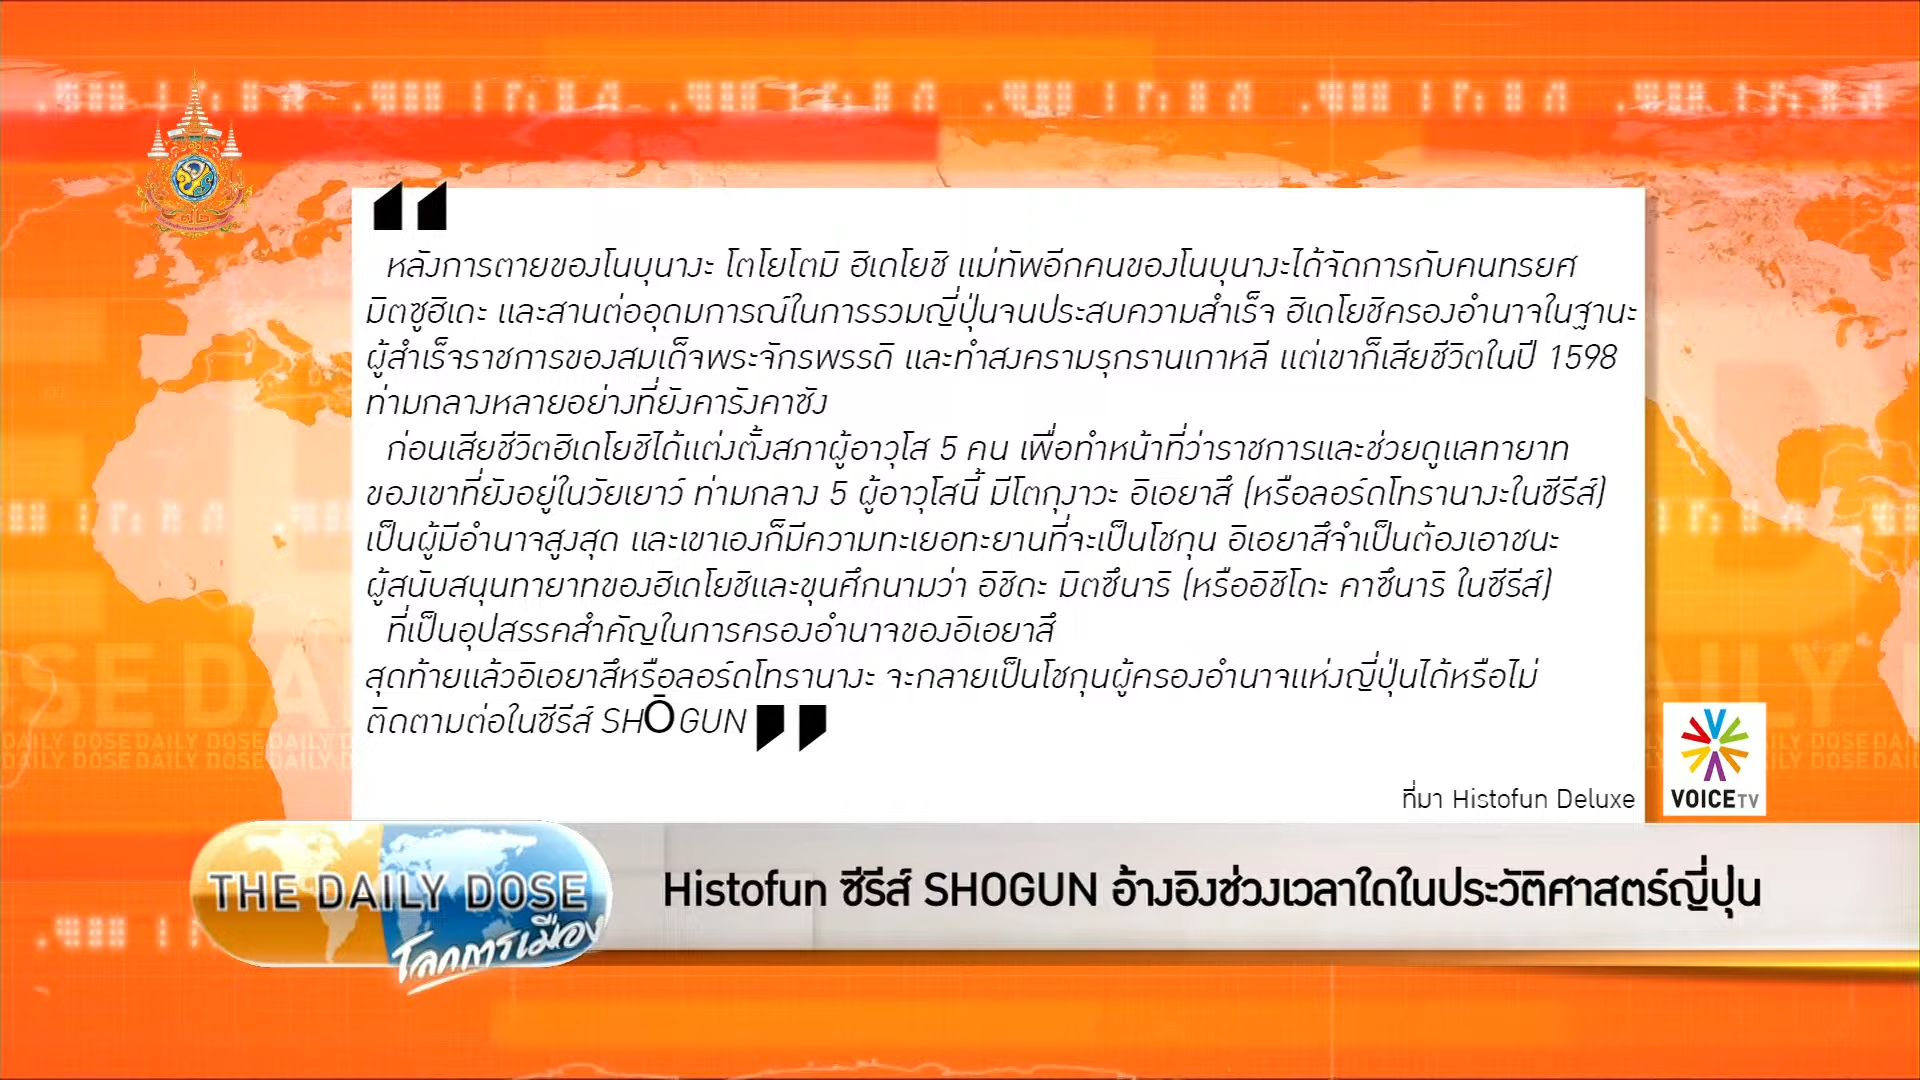 หลังการตายของโนบุนางะ โตโยโตมิ ฮิเดโยชิ แม่ทัพอีกคนของโนบุนางะได้จัดการกับคนทรยศ
มิตซูฮิเดะ และสานต่ออุดมการณ์ในการรวมญี่ปุ่นจนประสบความสำเร็จ ฮิเดโยชิครองอำนาจในฐานะ
ผู้สำเร็จราชการของสมเด็จพระจักรพรรดิ และทำสงครามรุกรานเกาหลี แต่เขาก็เสียชีวิตในปี 1598
ท่ามกลางหลายอย่างที่ยังคารังคาซัง
ก่อนเสียชีวิตฮิเดโยชิได้แต่งตั้งสภาผู้อาวุโส 5 คน เพื่อทำหน้าที่ว่าราชการและช่วยดูแลทายาท
ของเขาที่ยังอยู่ในวัยเยาว์ ท่ามกลาง 5 ผู้อาวุโสนี้ มีโตกุงาวะ อิเอยาสึ (หรือลอร์ดโทรานางะในซีรีส์)
เป็นผู้มีอำนาจสูงสุด และเขาเองก็มีความทะเยอทะยานที่จะเป็นโชกุน อิเอยาสึจำเป็นต้องเอาชนะ
ผู้สนับสนุนทายาทของฮิเดโยชิและขุนศึกนามว่า อิชิดะ มิตซึนาริ (หรืออิชิโดะ คาซึนาริ ในซีรีส์)
ที่เป็นอุปสรรคสำคัญในการครองอำนาจของอิเอยาสึ
สุดท้ายแล้วอิเอยาสึหรือลอร์ดโทรานางะ จะกลายเป็นโชกุนผู้ครองอำนาจแห่งญี่ปุ่นได้หรือไม่
ติดตามต่อในซีรีส์ SHŌGUN
ที่มา Histofun Deluxe
VOICE TV
THE DAILY DOSE
โลกการเมือง
Histofun ซีรีส์ SHOGUN อ้างอิงช่วงเวลาใดในประวัติศาสตร์ญี่ปุ่น